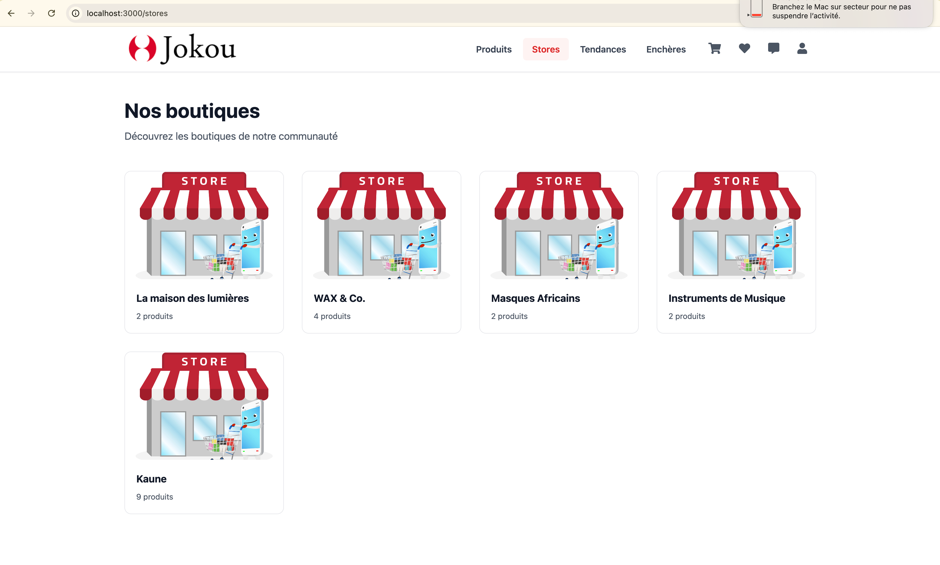 localhost:3000/stores
Branchez le Mac sur secteur pour ne pas
suspendre l'activité.
Jokou
Produits
Stores
Tendances
Enchères
Nos boutiques
Découvrez les boutiques de notre communauté
STORE
STORE
STORE
STORE
La maison des lumières
WAX & Co.
Masques Africains
Instruments de Musique
2 produits
4 produits
2 produits
2 produits
STORE
Kaune
9 produits